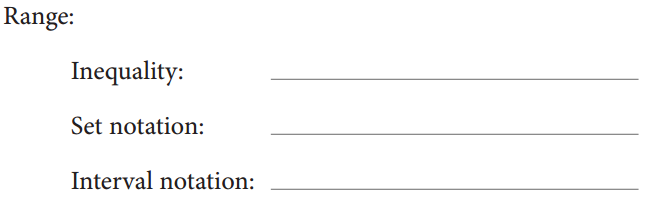 Range:
Inequality:
Set notation:
Interval notation: